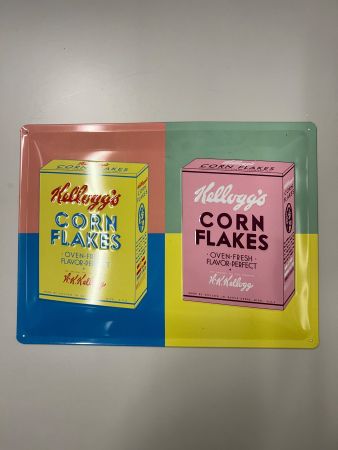 CORN FLAKES
Kellogg's
CORN
FLAKES
·OVEN-FRESH·
FLAVOR-PERFECT
W.K. Kellogg
CORN FLAKES
Kellogg's
CORN
FLAKES
·OVEN-FRESH·
FLAVOR-PERFECT
W.K. Kellogg